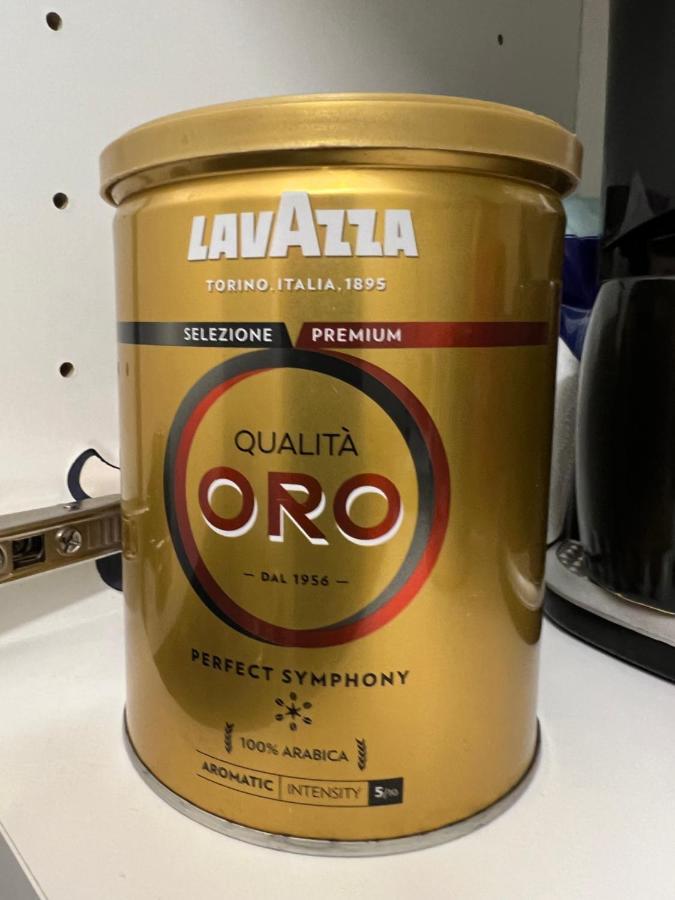 LAVAZZA
TORINO, ITALIA, 1895
SELEZIONE PREMIUM
QUALITÀ
ORO
— DAL 1956 —
PERFECT SYMPHONY
100% ARABICA
AROMATIC INTENSITY 5/10